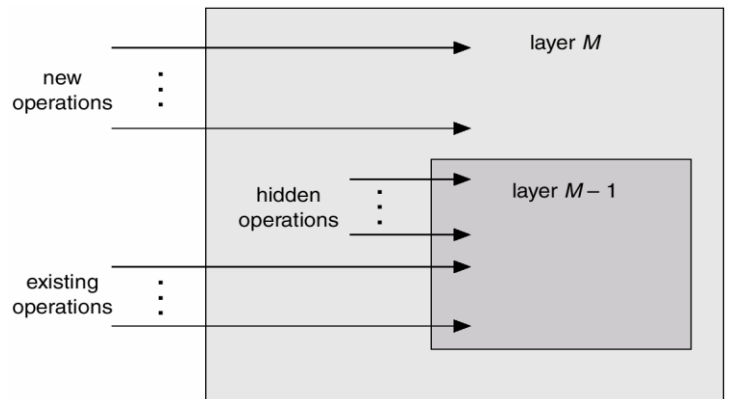 layer M
new
operations
layer M – 1
hidden
operations
existing
operations